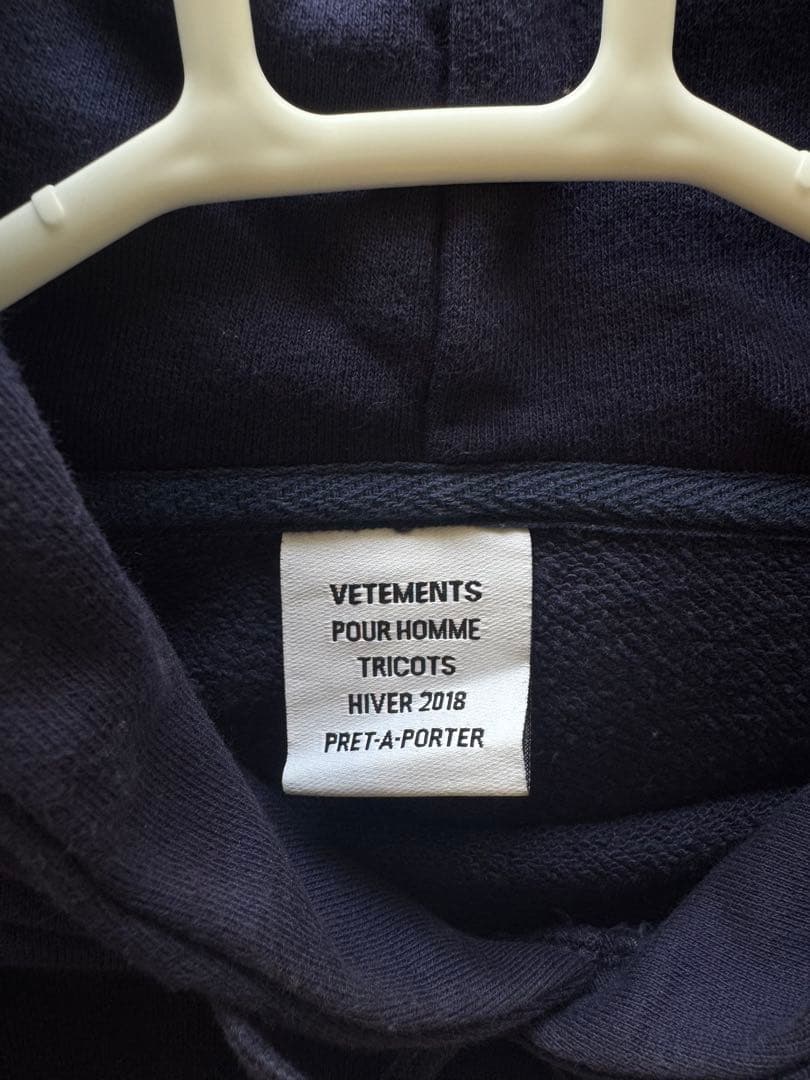 VETEMENTS
POUR HOMME
TRICOTS
HIVER 2018
PRET-A-PORTER